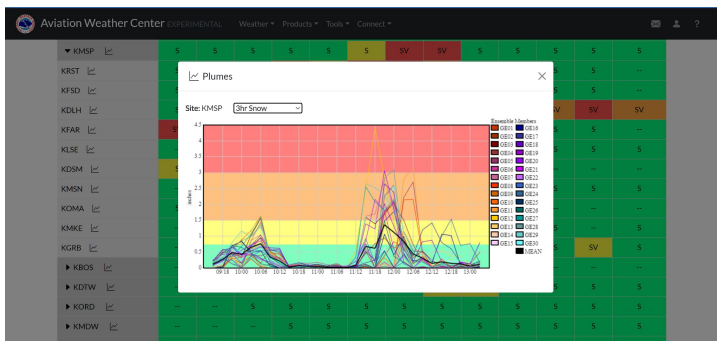 Aviation Weather Center EXPERIMENTAL Weather Products Tools Connect ?
KMSP S S S S S SV SV S S S S S
KRST S S --
KFSD S S --
KDLH SV SV SV
KFAR SV S S --
KLSE S S S
KDSM S -- -- --
KMSN S S S
KOMA S S S --
KMKE -- -- S
KGRB S SV S
KBOS -- -- --
KDTW -- S S S
KORD -- -- S S S S S S S S S S
KMDW -- -- -- S S S S S S S S S
Plumes
Site: KMSP 3hr Snow
Ensemble Members
GE01 GE16
GE02 GE17
GE03 GE18
GE04 GE19
GE05 GE20
GE06 GE21
GE07 GE22
GE08 GE23
GE09 GE24
GE10 GE25
GE11 GE26
GE12 GE27
GE13 GE28
GE14 GE29
GE15 GE30
MEAN
inches
4.5
4
3.5
3
2.5
2
1.5
1
0.5
0
09:18 10:00 10:06 10:12 10:18 11:00 11:06 11:12 11:18 12:00 12:06 12:12 12:18 13:00